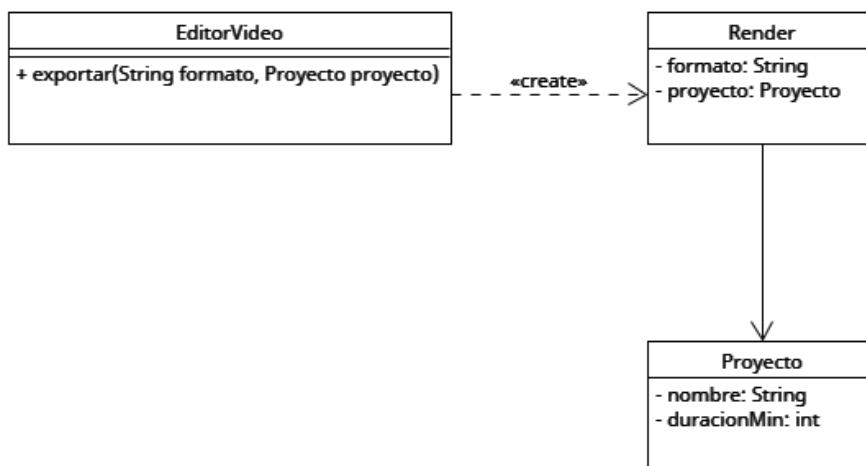 EditorVideo
+ exportar(String formato, Proyecto proyecto)
«create»
Render
- formato: String
- proyecto: Proyecto
Proyecto
- nombre: String
- duracionMin: int